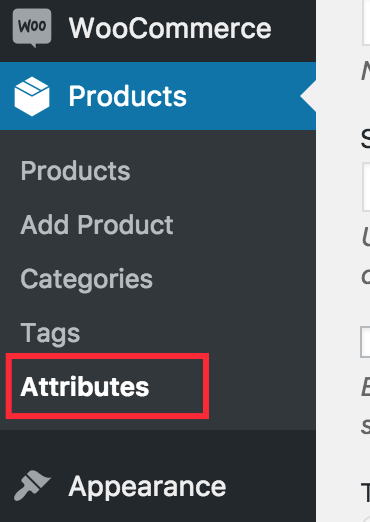 Woo
WooCommerce
Products
Products
Add Product
Categories
Tags
Attributes
Appearance